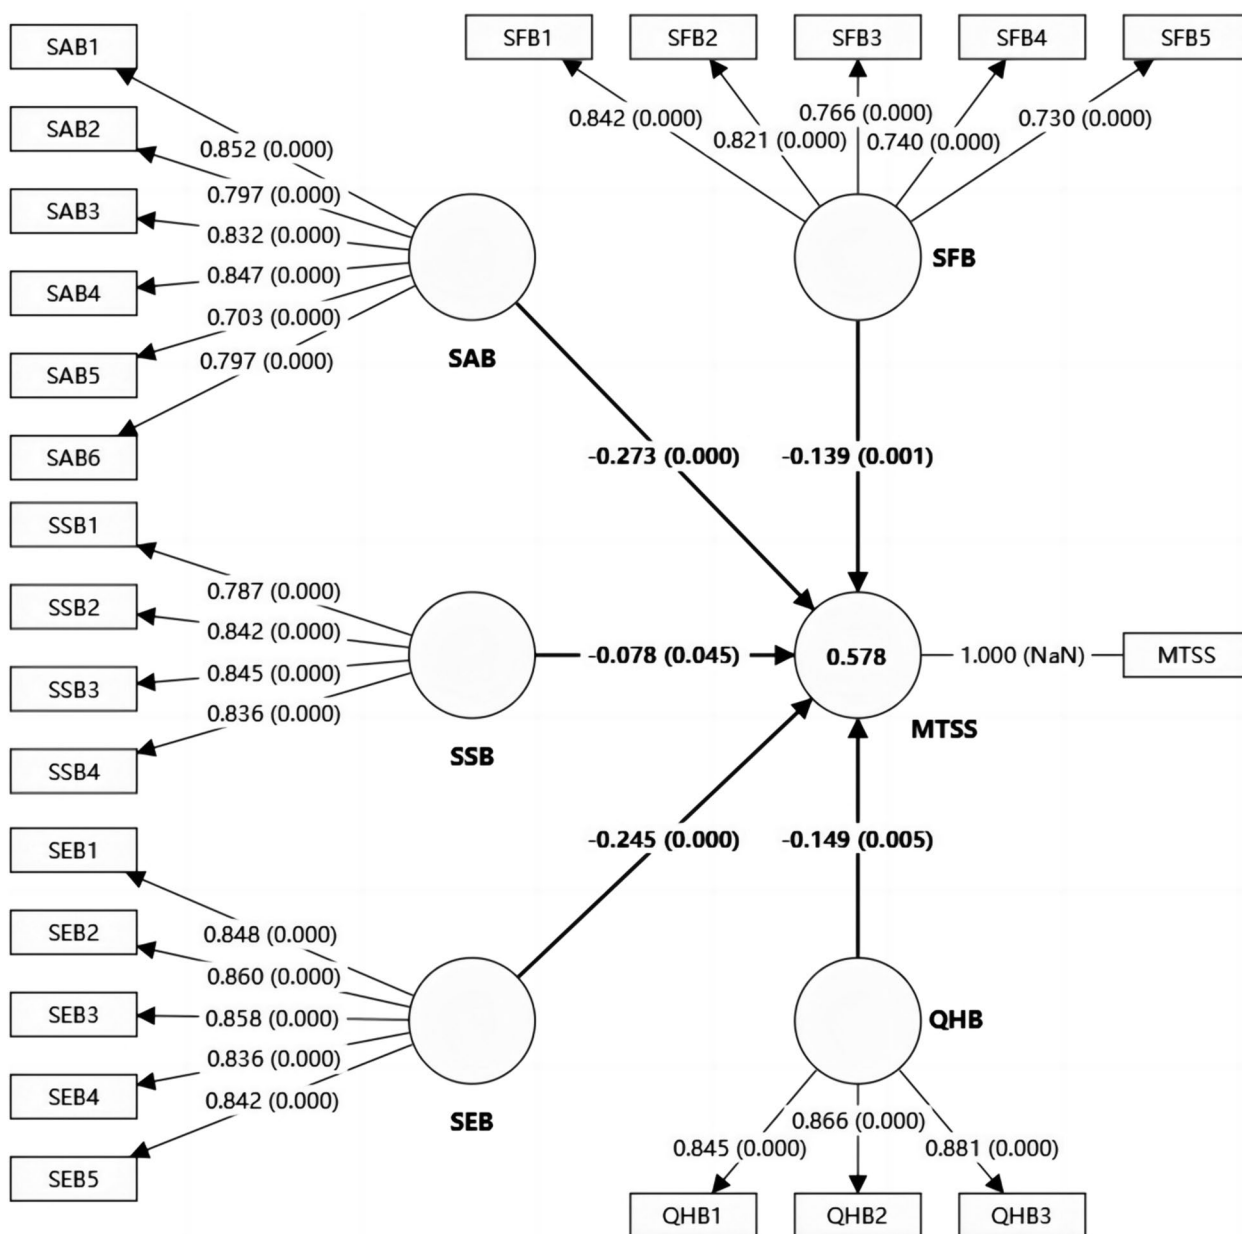 SAB1
SAB2
SAB3
SAB4
SAB5
SAB6
0.852 (0.000)
0.797 (0.000)
0.832 (0.000)
0.847 (0.000)
0.703 (0.000)
0.797 (0.000)
SAB
SFB1
SFB2
SFB3
SFB4
SFB5
0.842 (0.000)
0.821 (0.000)
0.766 (0.000)
0.740 (0.000)
0.730 (0.000)
SFB
-0.273 (0.000)
-0.139 (0.001)
SSB1
SSB2
SSB3
SSB4
0.787 (0.000)
0.842 (0.000)
0.845 (0.000)
0.836 (0.000)
SSB
-0.078 (0.045)
0.578
MTSS
1.000 (NaN)
MTSS
-0.245 (0.000)
-0.149 (0.005)
SEB1
SEB2
SEB3
SEB4
SEB5
0.848 (0.000)
0.860 (0.000)
0.858 (0.000)
0.836 (0.000)
0.842 (0.000)
SEB
QHB
0.845 (0.000)
0.866 (0.000)
0.881 (0.000)
QHB1
QHB2
QHB3